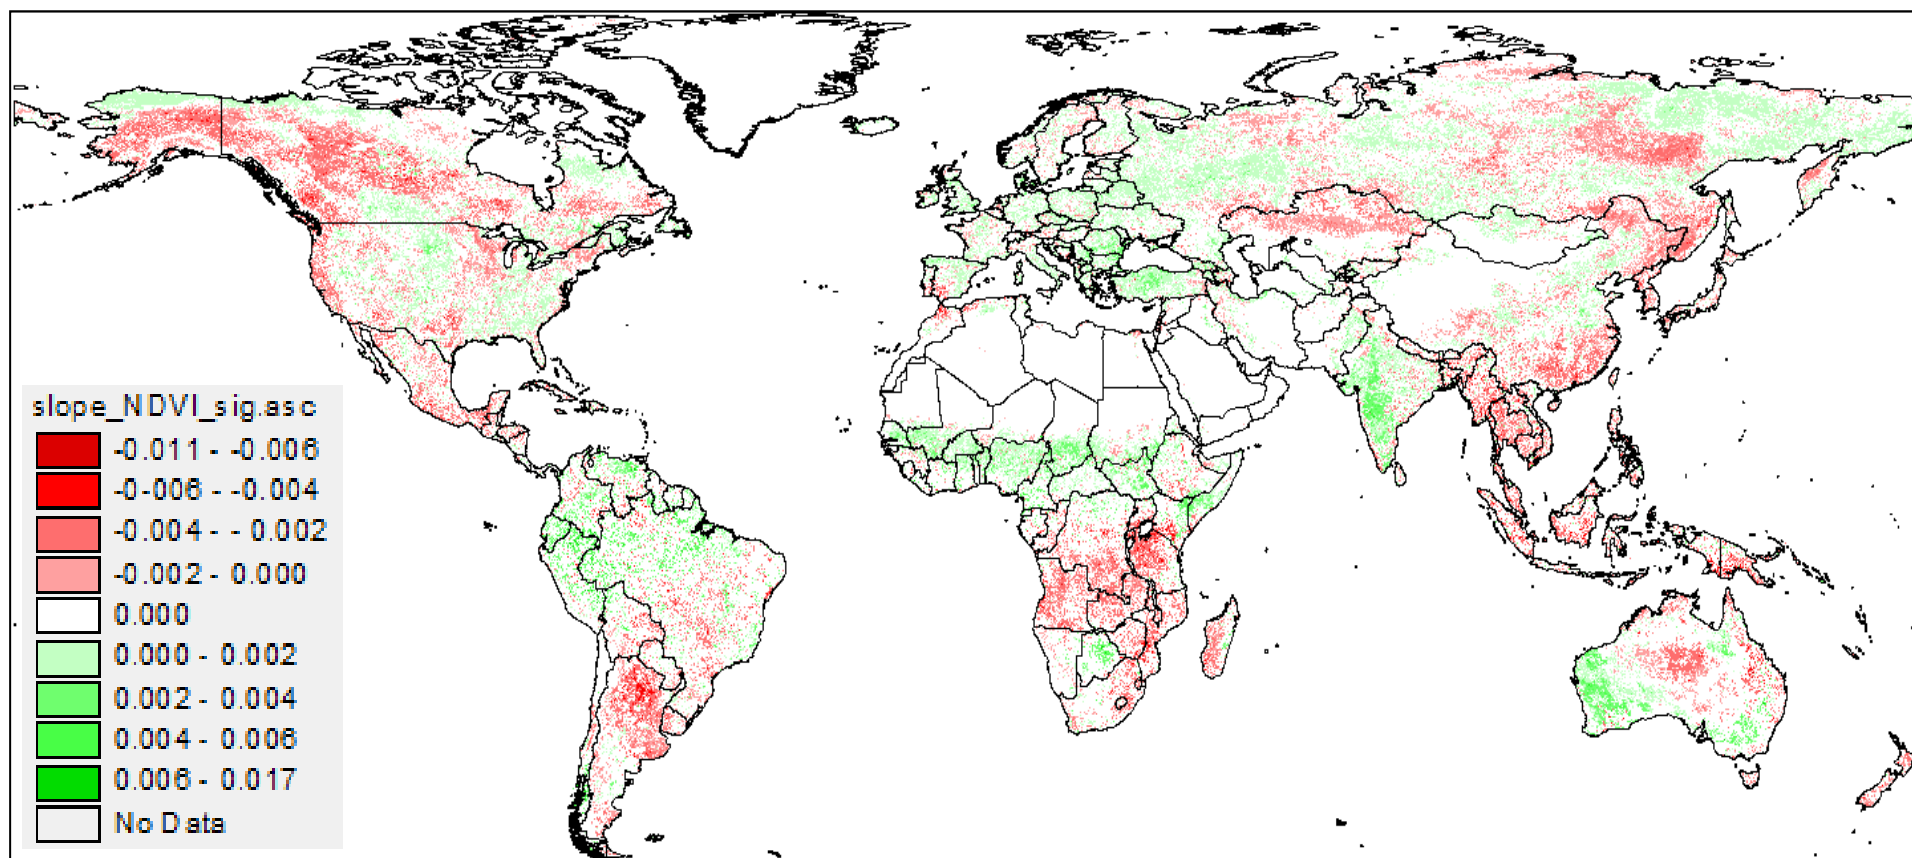 slope_NDVI_sig.asc
-0.011 - -0.006
-0-006 - -0.004
-0.004 - - 0.002
-0.002 - 0.000
0.000
0.000 - 0.002
0.002 - 0.004
0.004 - 0.006
0.006 - 0.017
No Data